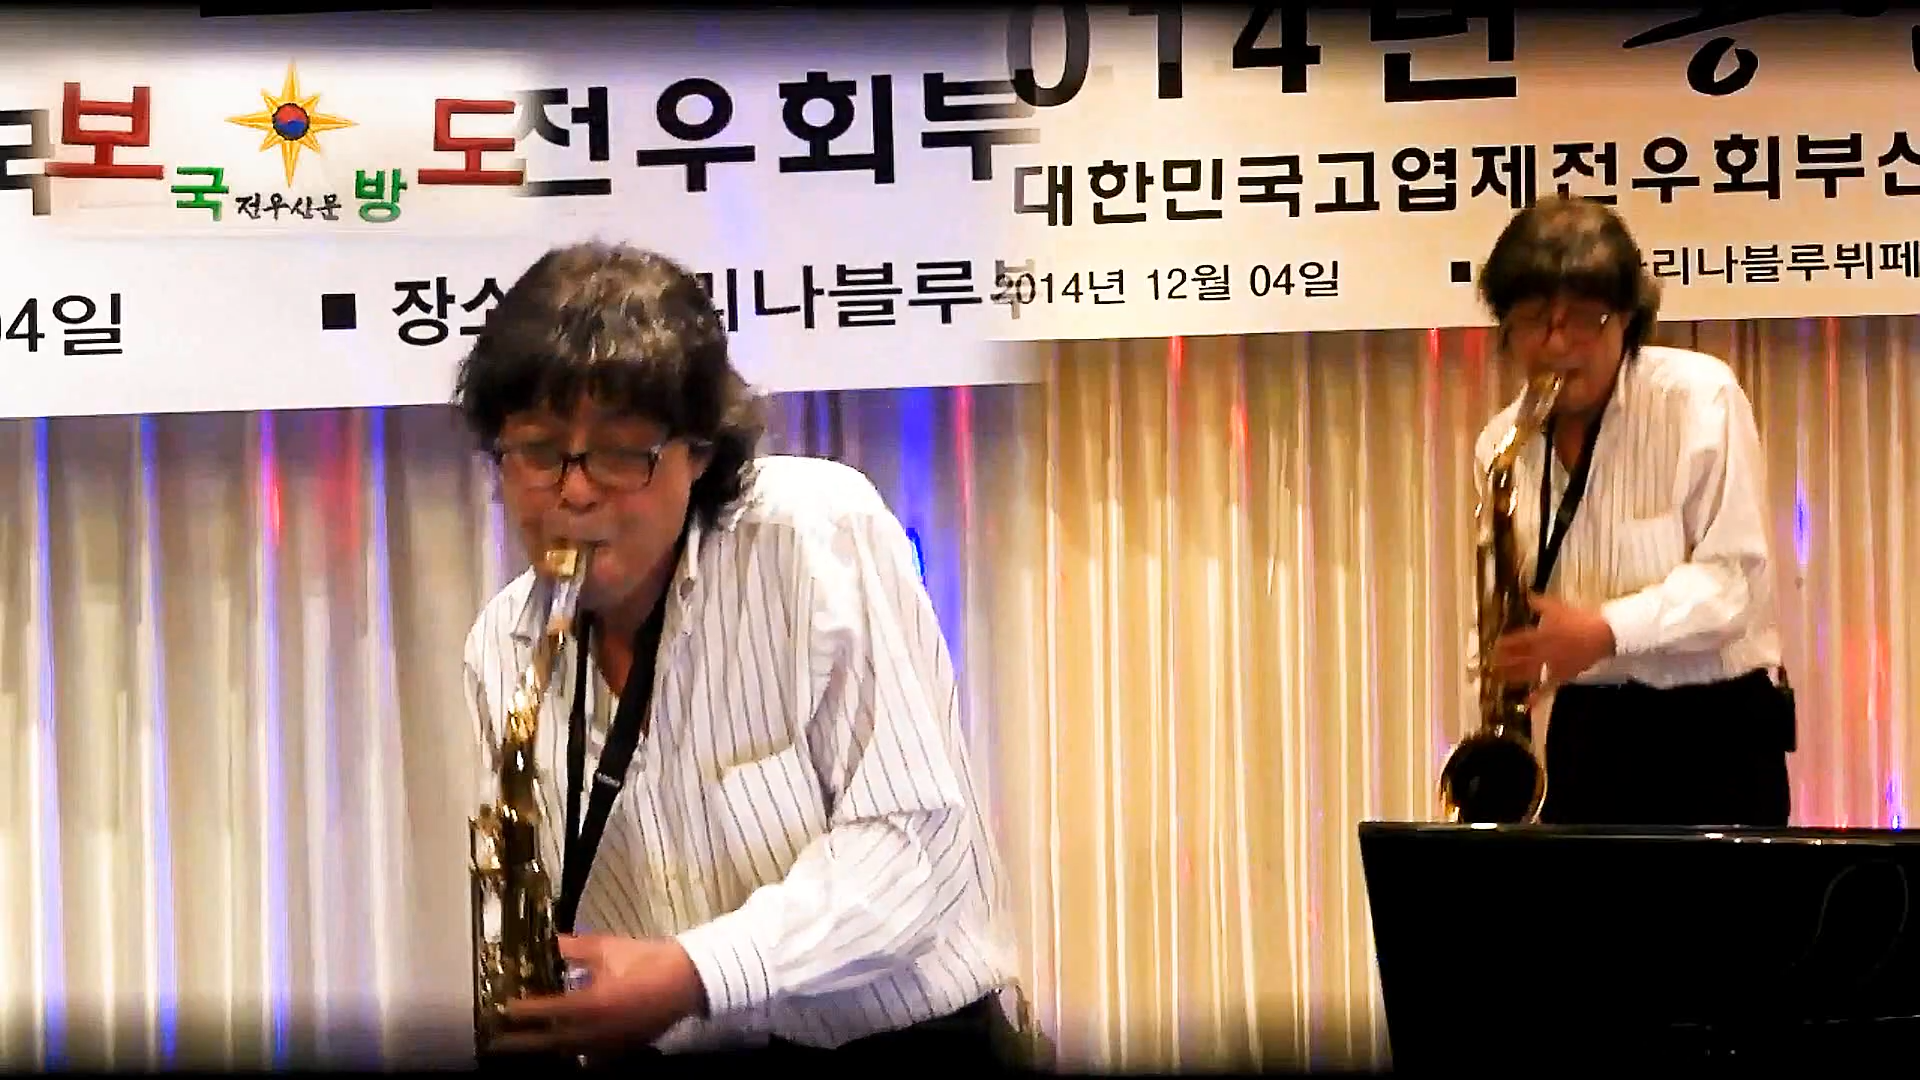 보 도
국 전우신문 방
전우회부
04일 ■ 장소 리나블루
2014년 송
대한민국고엽제전우회부산
2014년 12월 04일 ■ 리나블루뷔페